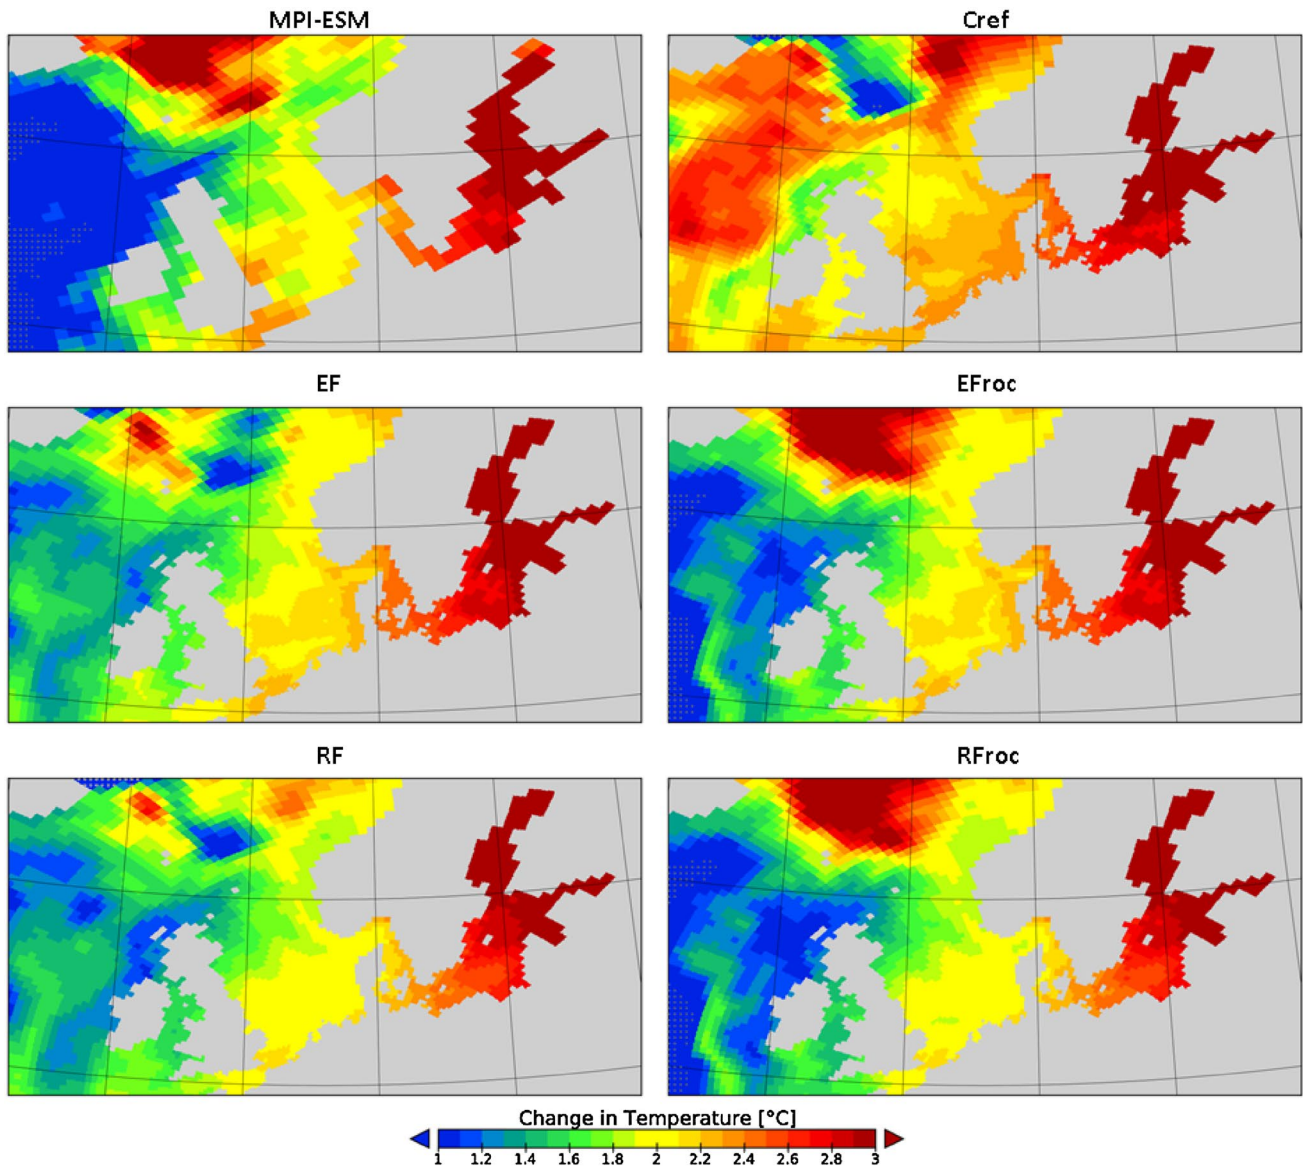 MPI-ESM
Cref
EF
EFroc
RF
RFroc
Change in Temperature [°C]
1 1.2 1.4 1.6 1.8 2 2.2 2.4 2.6 2.8 3